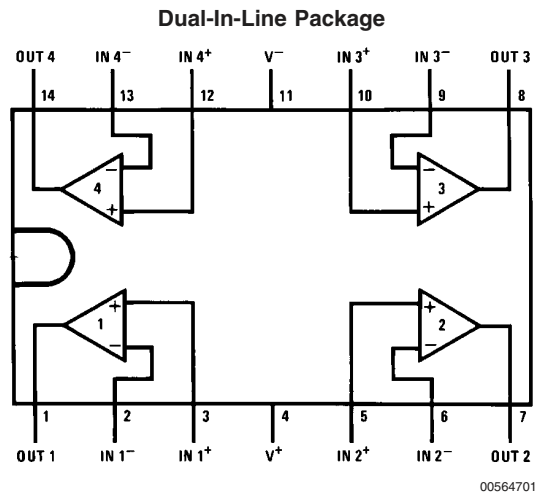 Dual-In-Line Package
OUT 4 IN 4⁻ IN 4⁺ V⁻ IN 3⁺ IN 3⁻ OUT 3
14 13 12 11 10 9 8
− −
4 3
+ +
+ +
1 2
− −
1 2 3 4 5 6 7
OUT 1 IN 1⁻ IN 1⁺ V⁺ IN 2⁺ IN 2⁻ OUT 2
00564701